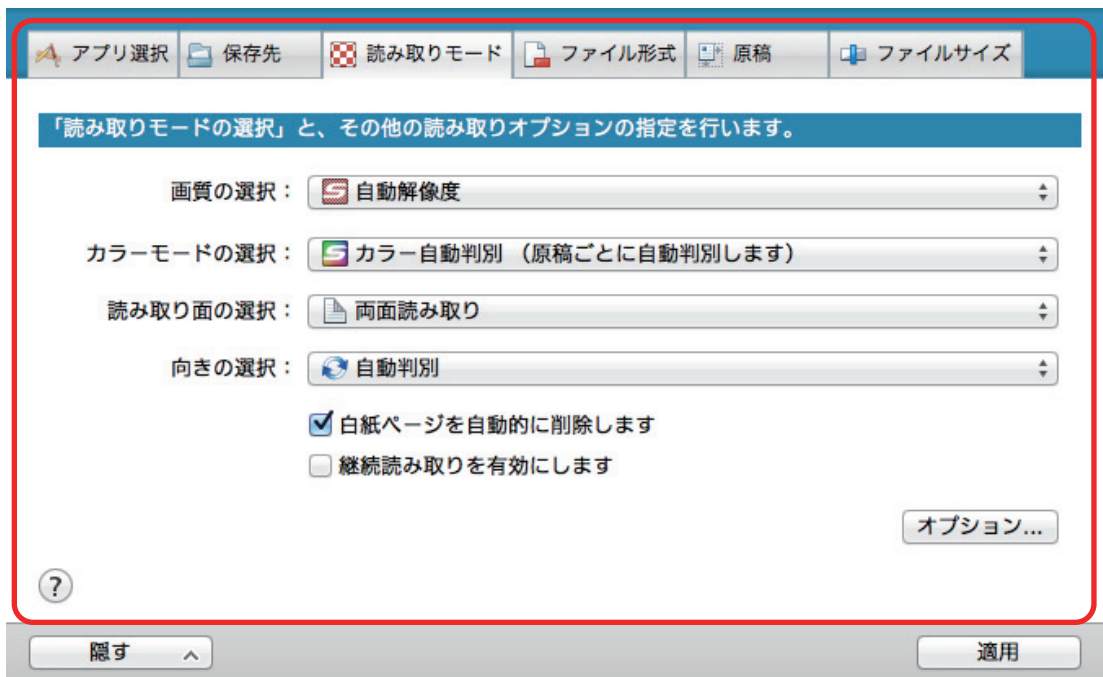 アプリ選択 保存先 読み取りモード ファイル形式 原稿 ファイルサイズ
「読み取りモードの選択」と、その他の読み取りオプションの指定を行います。
画質の選択： 自動解像度
カラーモードの選択： カラー自動判別 （原稿ごとに自動判別します）
読み取り面の選択： 両面読み取り
向きの選択： 自動判別
白紙ページを自動的に削除します
継続読み取りを有効にします
オプション...
?
隠す 適用